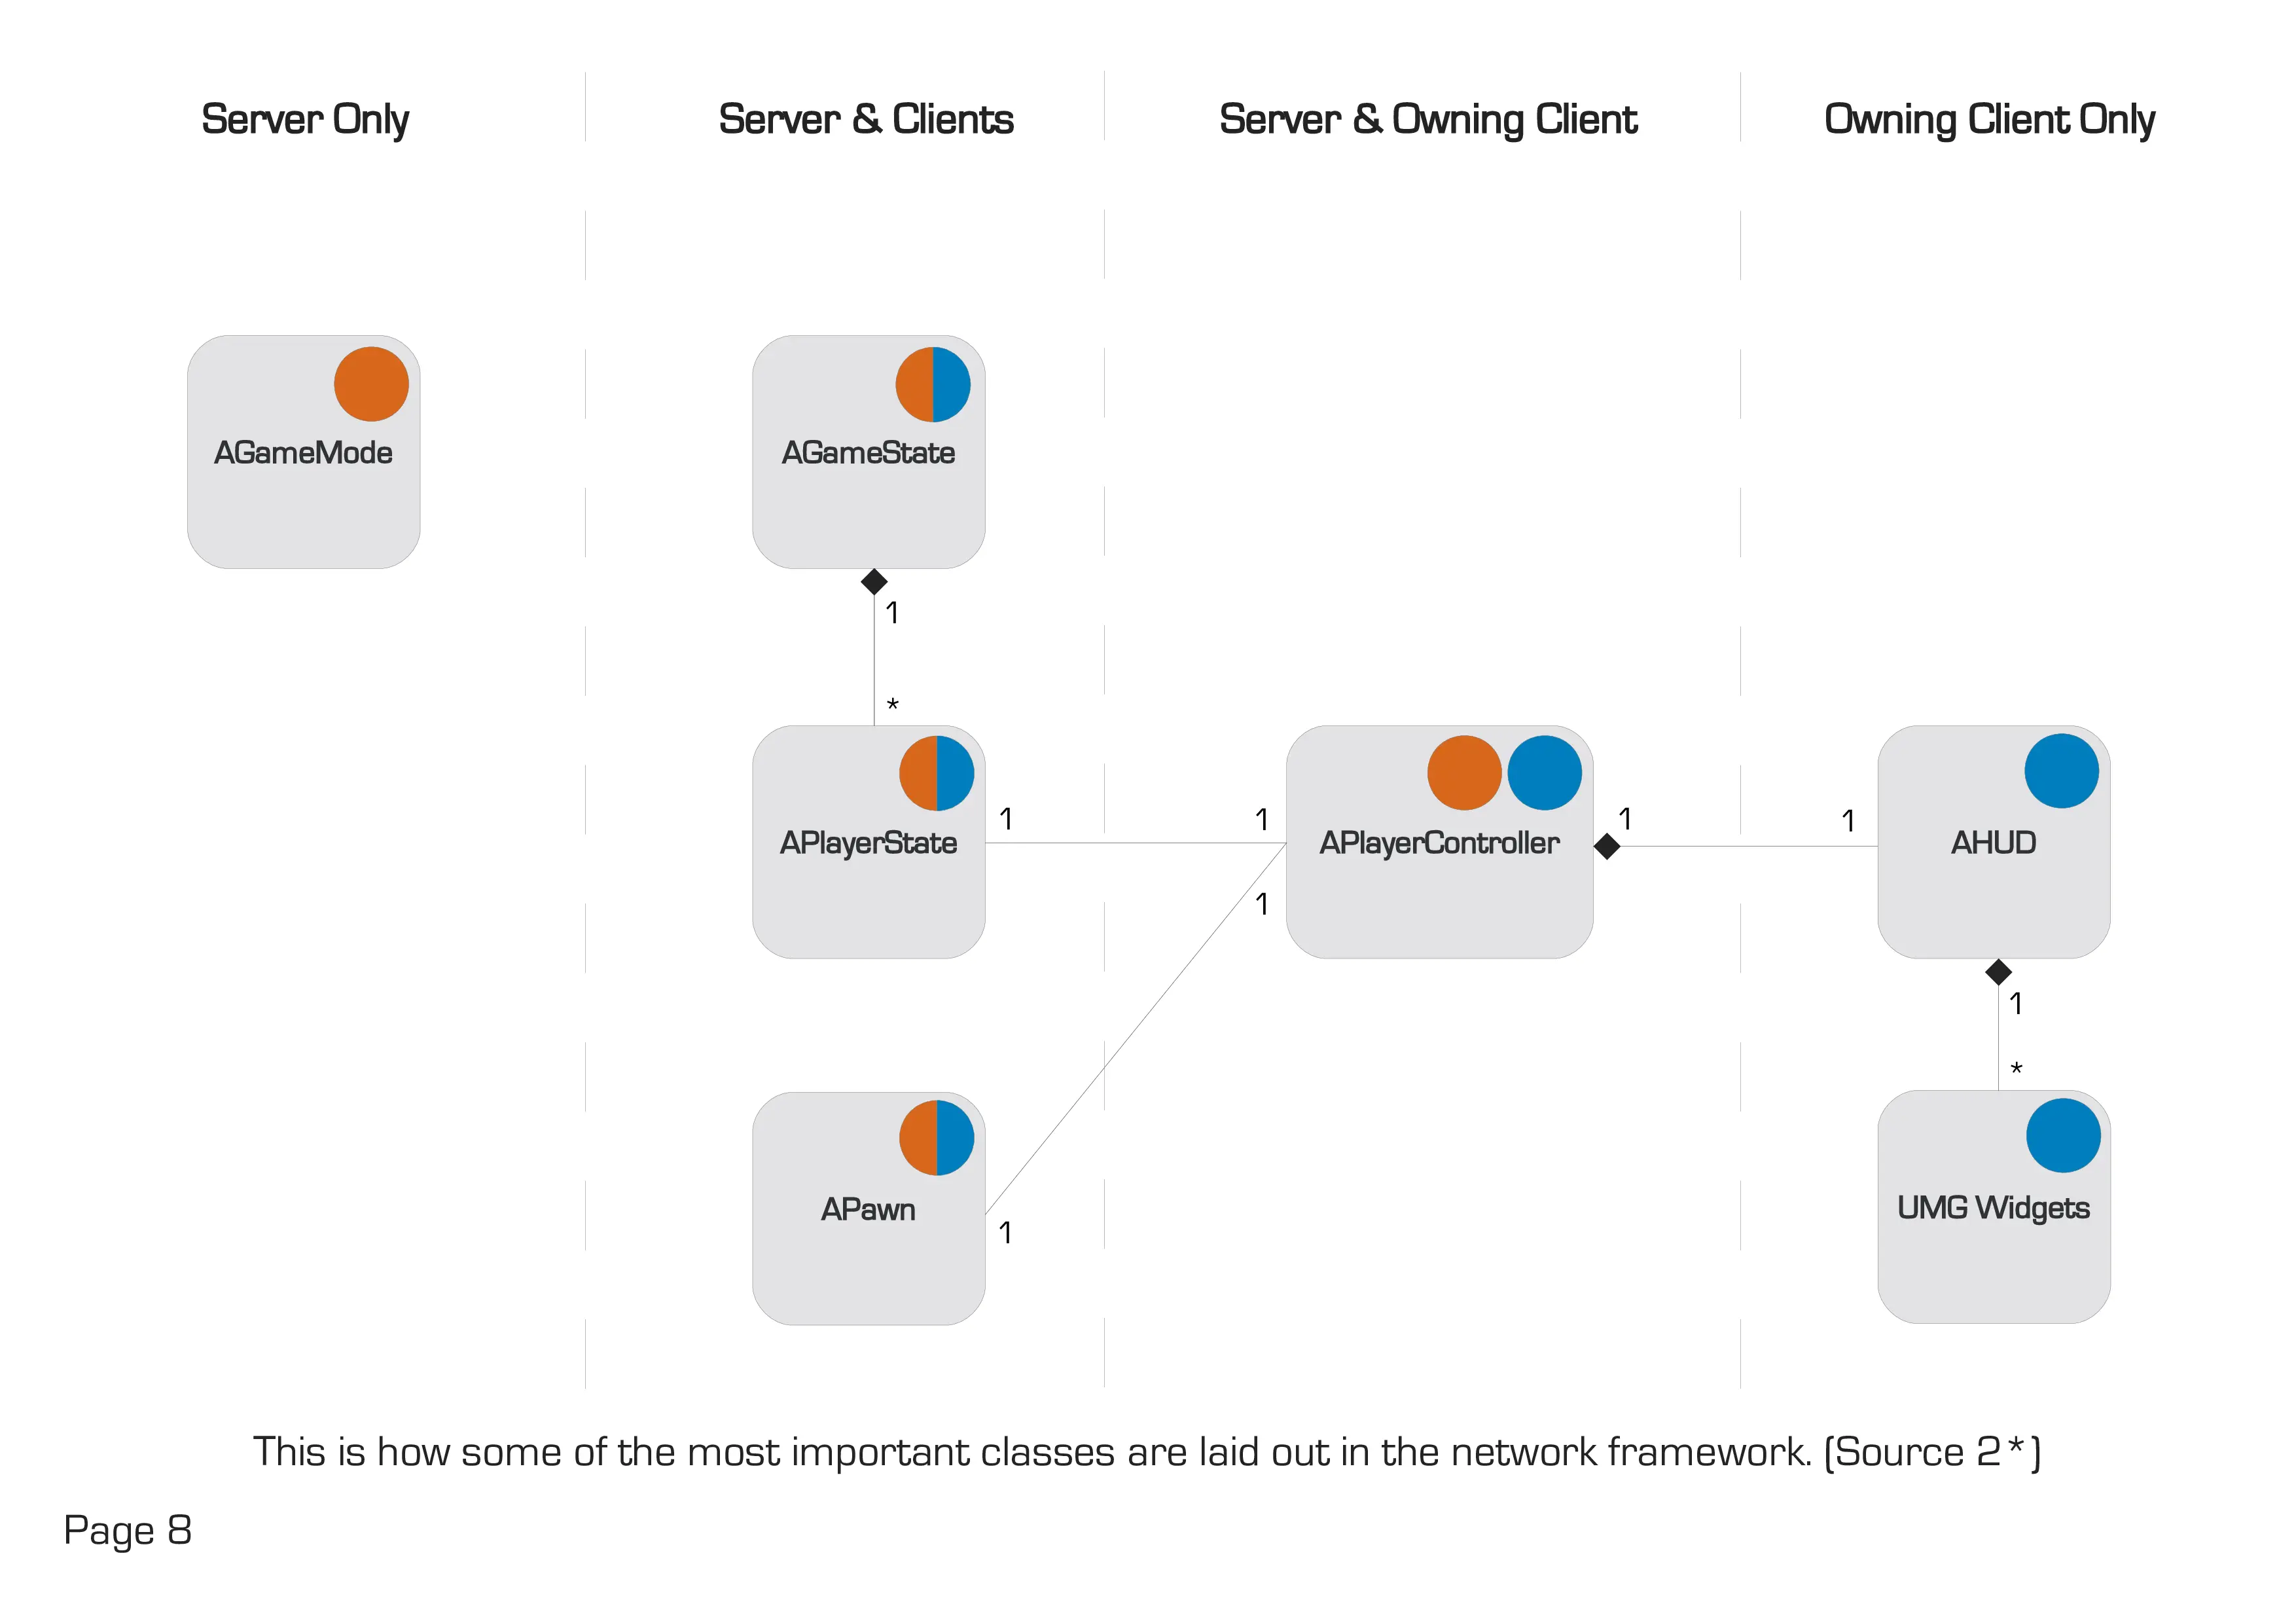 Server Only
Server & Clients
Server & Owning Client
Owning Client Only
AGameMode
AGameState
1
*
APlayerState
1
1
APlayerController
1
1
AHUD
1
1
*
APawn
1
UMG Widgets
This is how some of the most important classes are laid out in the network framework. (Source 2*)
Page 8